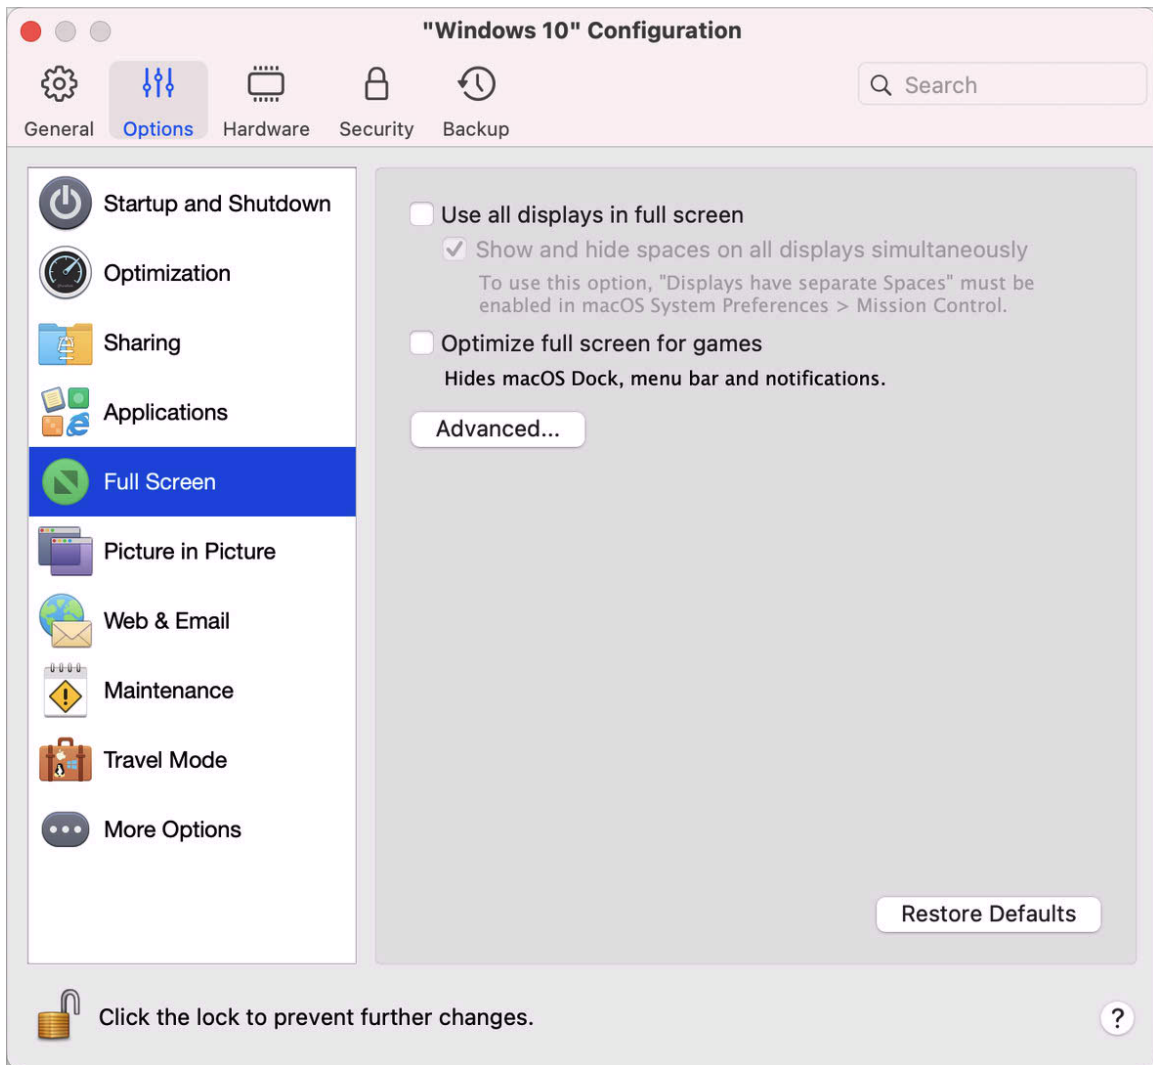 "Windows 10" Configuration
General
Options
Hardware
Security
Backup
Search
Startup and Shutdown
Optimization
Sharing
Applications
Full Screen
Picture in Picture
Web & Email
Maintenance
Travel Mode
More Options
Use all displays in full screen
Show and hide spaces on all displays simultaneously
To use this option, "Displays have separate Spaces" must be
enabled in macOS System Preferences > Mission Control.
Optimize full screen for games
Hides macOS Dock, menu bar and notifications.
Advanced...
Restore Defaults
Click the lock to prevent further changes.
?